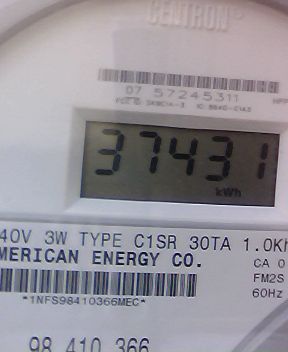 CENTRON
07 57245311
37431
kWh
40V 3W TYPE C1SR 30TA 1.0Kh
MERICAN ENERGY CO.
CA 0
FM2S
*1NFS98410366MEC*
60Hz
98 410 366